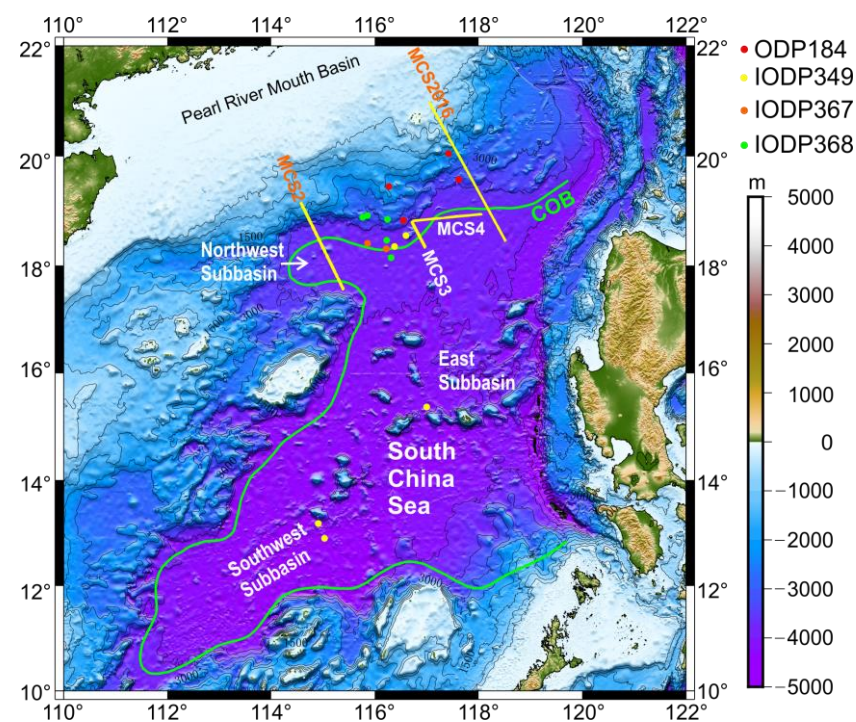 110° 112° 114° 116° 118° 120° 122°
22° 22°
20° 20°
18° 18°
16° 16°
14° 14°
12° 12°
10° 10°
110° 112° 114° 116° 118° 120° 122°
Pearl River Mouth Basin
MCS2016
MCS2
3000
1500
COB
MCS4
MCS3
Northwest
Subbasin
East
Subbasin
South
China
Sea
Southwest
Subbasin
3000
1500
3000
ODP184
IODP349
IODP367
IODP368
m
5000
4000
3000
2000
1000
0
−1000
−2000
−3000
−4000
−5000